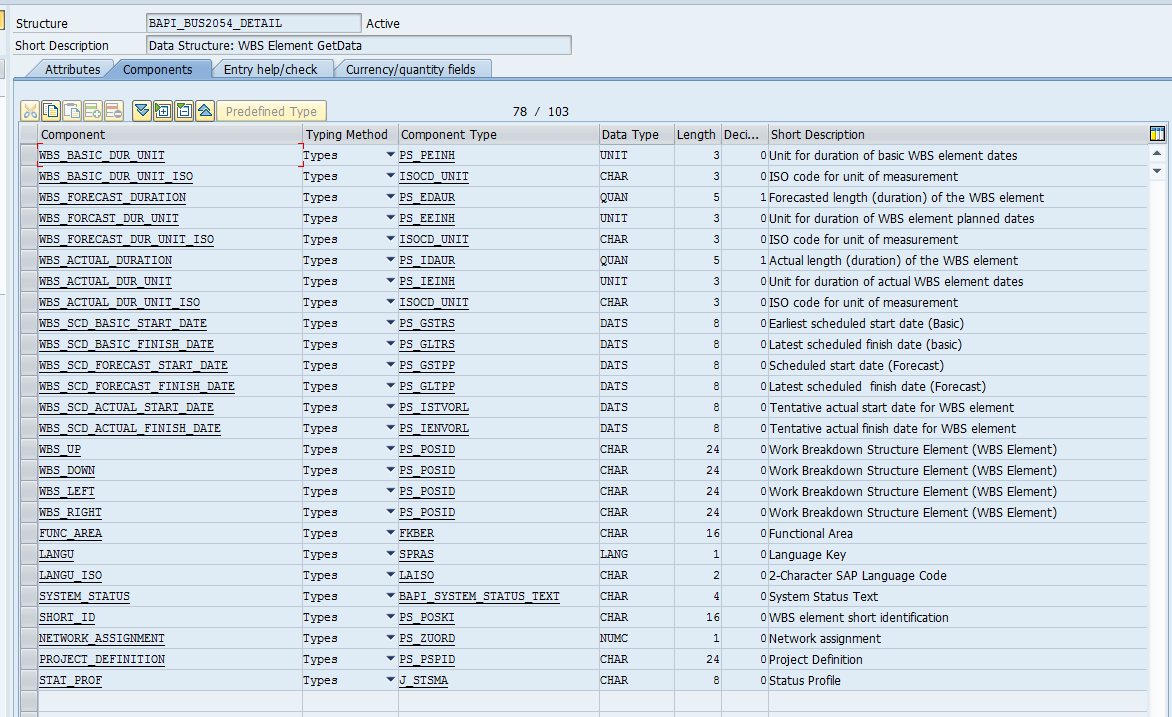 Structure BAPI_BUS2054_DETAIL Active
Short Description Data Structure: WBS Element GetData
Attributes Components Entry help/check Currency/quantity fields
Predefined Type 78 / 103
Component Typing Method Component Type Data Type Length Deci... Short Description
WBS_BASIC_DUR_UNIT Types PS_PEINH UNIT 3 0 Unit for duration of basic WBS element dates
WBS_BASIC_DUR_UNIT_ISO Types ISOCD_UNIT CHAR 3 0 ISO code for unit of measurement
WBS_FORECAST_DURATION Types PS_EDAUR QUAN 5 1 Forecasted length (duration) of the WBS element
WBS_FORCAST_DUR_UNIT Types PS_EEINH UNIT 3 0 Unit for duration of WBS element planned dates
WBS_FORECAST_DUR_UNIT_ISO Types ISOCD_UNIT CHAR 3 0 ISO code for unit of measurement
WBS_ACTUAL_DURATION Types PS_IDAUR QUAN 5 1 Actual length (duration) of the WBS element
WBS_ACTUAL_DUR_UNIT Types PS_IEINH UNIT 3 0 Unit for duration of actual WBS element dates
WBS_ACTUAL_DUR_UNIT_ISO Types ISOCD_UNIT CHAR 3 0 ISO code for unit of measurement
WBS_SCD_BASIC_START_DATE Types PS_GSTRS DATS 8 0 Earliest scheduled start date (Basic)
WBS_SCD_BASIC_FINISH_DATE Types PS_GLTRS DATS 8 0 Latest scheduled finish date (basic)
WBS_SCD_FORECAST_START_DATE Types PS_GSTPP DATS 8 0 Scheduled start date (Forecast)
WBS_SCD_FORECAST_FINISH_DATE Types PS_GLTPP DATS 8 0 Latest scheduled  finish date (Forecast)
WBS_SCD_ACTUAL_START_DATE Types PS_ISTVORL DATS 8 0 Tentative actual start date for WBS element
WBS_SCD_ACTUAL_FINISH_DATE Types PS_IENVORL DATS 8 0 Tentative actual finish date for WBS element
WBS_UP Types PS_POSID CHAR 24 0 Work Breakdown Structure Element (WBS Element)
WBS_DOWN Types PS_POSID CHAR 24 0 Work Breakdown Structure Element (WBS Element)
WBS_LEFT Types PS_POSID CHAR 24 0 Work Breakdown Structure Element (WBS Element)
WBS_RIGHT Types PS_POSID CHAR 24 0 Work Breakdown Structure Element (WBS Element)
FUNC_AREA Types FKBER CHAR 16 0 Functional Area
LANGU Types SPRAS LANG 1 0 Language Key
LANGU_ISO Types LAISO CHAR 2 0 2-Character SAP Language Code
SYSTEM_STATUS Types BAPI_SYSTEM_STATUS_TEXT CHAR 4 0 System Status Text
SHORT_ID Types PS_POSKI CHAR 16 0 WBS element short identification
NETWORK_ASSIGNMENT Types PS_ZUORD NUMC 1 0 Network assignment
PROJECT_DEFINITION Types PS_PSPID CHAR 24 0 Project Definition
STAT_PROF Types J_STSMA CHAR 8 0 Status Profile